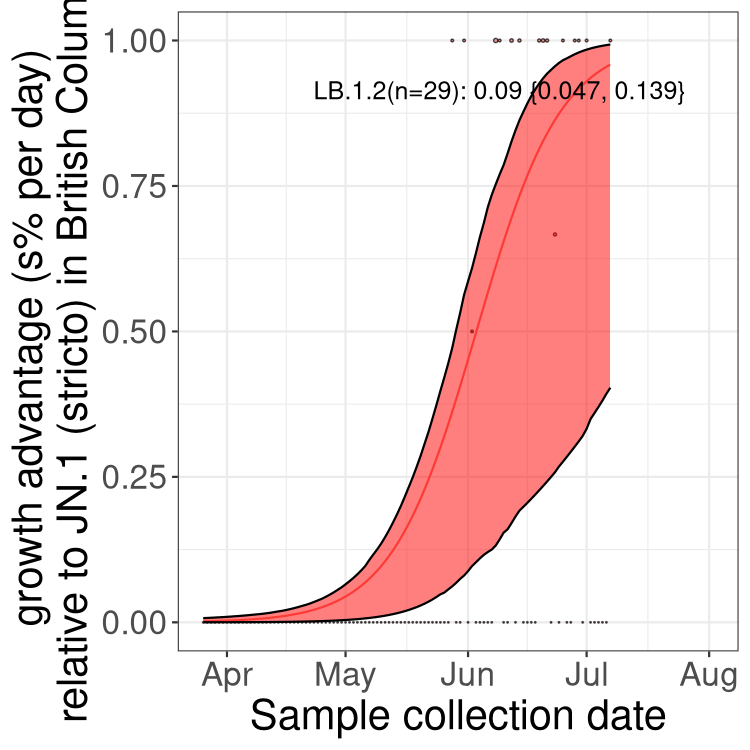 growth advantage (s% per day)
relative to JN.1 (stricto) in British Colum
1.00
0.75
0.50
0.25
0.00
LB.1.2(n=29): 0.09 {0.047, 0.139}
Apr May Jun Jul Aug
Sample collection date